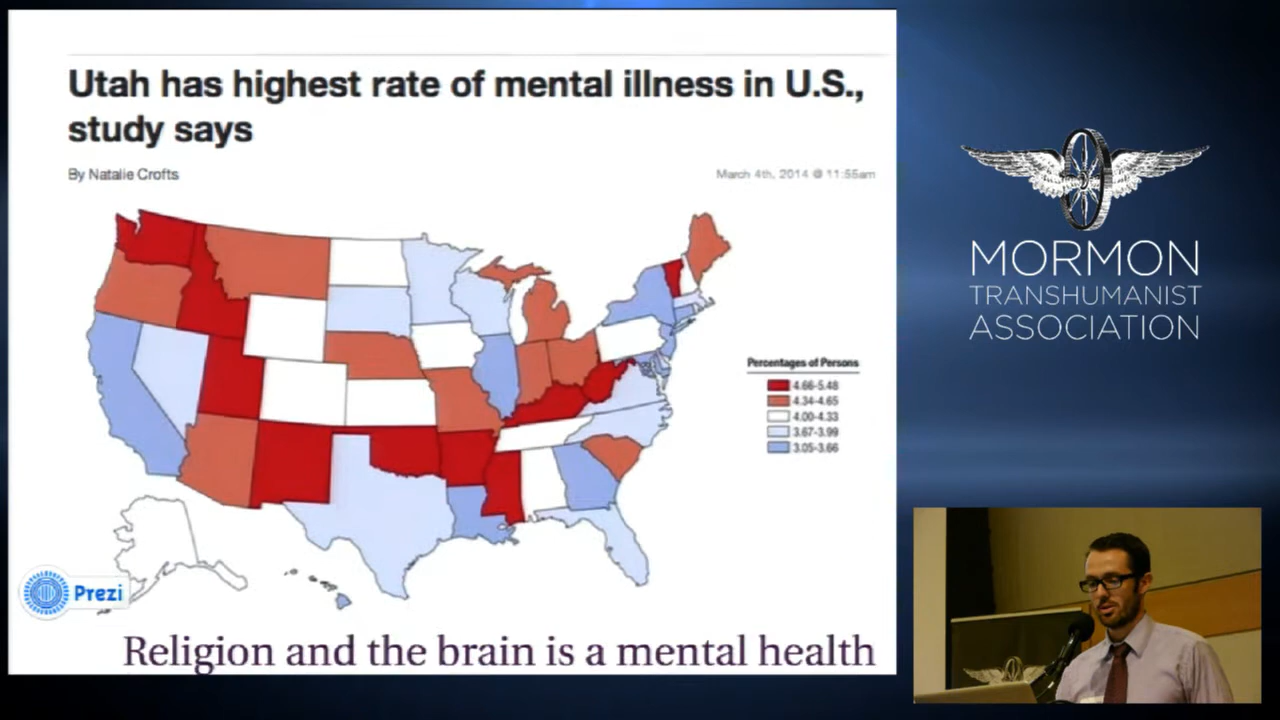 Utah has highest rate of mental illness in U.S.,
study says
By Natalie Crofts
March 4th, 2014 @ 11:55am
Percentages of Persons
4.66-5.48
4.34-4.65
4.00-4.33
3.67-3.99
3.05-3.66
Prezi
Religion and the brain is a mental health
MORMON
TRANSHUMANIST
ASSOCIATION